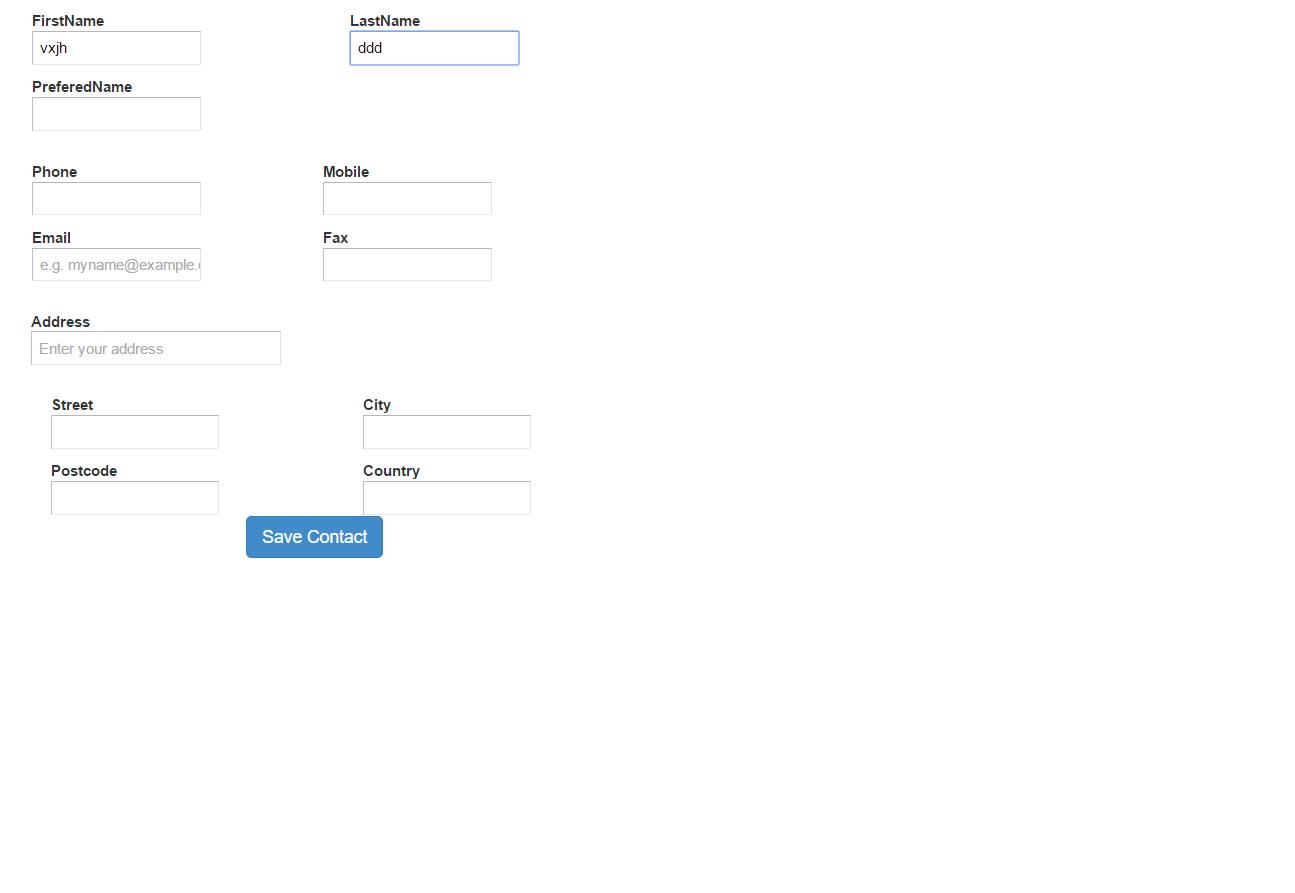 FirstName LastName
vxjh ddd
PreferedName
Phone Mobile
Email Fax
e.g. myname@example.
Address
Enter your address
Street City
Postcode Country
Save Contact